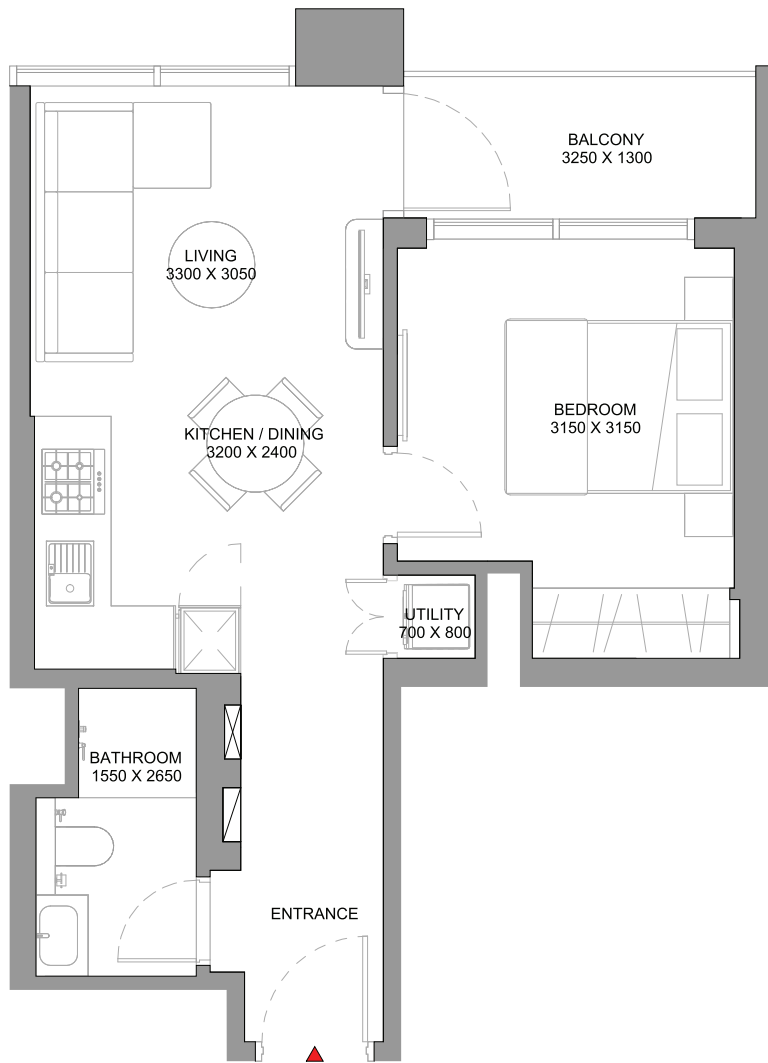 BALCONY
3250 X 1300
LIVING
3300 X 3050
BEDROOM
3150 X 3150
KITCHEN / DINING
3200 X 2400
UTILITY
700 X 800
BATHROOM
1550 X 2650
ENTRANCE